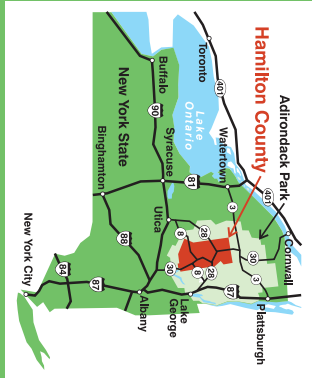 Hamilton County
Adirondack Park
Toronto
401
Lake
Ontario
Watertown
401
Cornwall
Buffalo
90
Syracuse
81
3
30
3
Plattsburgh
New York State
Binghamton
Utica
8
28
30
8
28
87
Lake
George
88
Albany
New York City
84
87